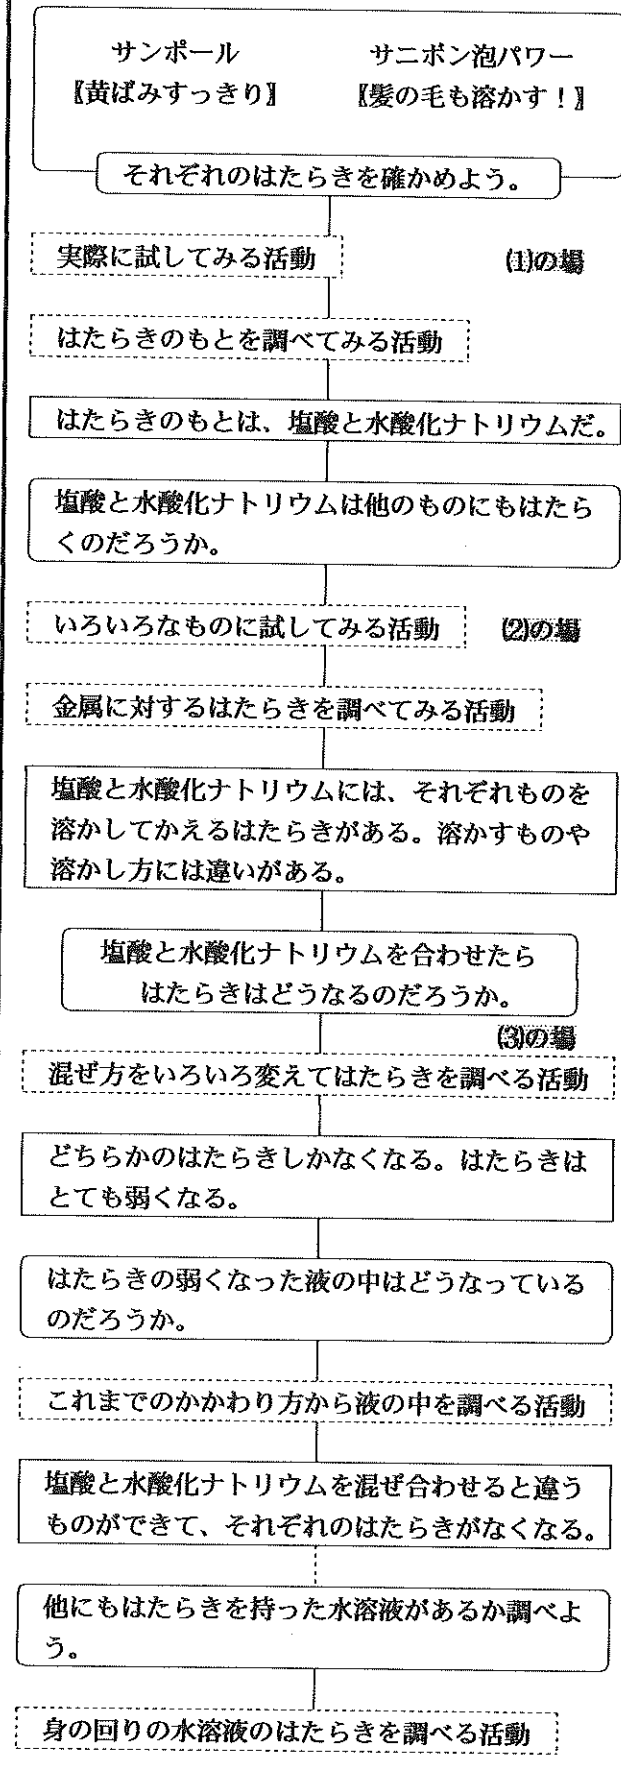 サンポール　サニボン泡パワー
〖黄ばみすっきり〗　〖髪の毛も溶かす！〗
それぞれのはたらきを確かめよう。
実際に試してみる活動　(1)の場
はたらきのもとを調べてみる活動
はたらきのもとは、塩酸と水酸化ナトリウムだ。
塩酸と水酸化ナトリウムは他のものにもはたら
くのだろうか。
いろいろなものに試してみる活動　(2)の場
金属に対するはたらきを調べてみる活動
塩酸と水酸化ナトリウムには、それぞれものを
溶かしてかえるはたらきがある。溶かすものや
溶かし方には違いがある。
塩酸と水酸化ナトリウムを合わせたら
はたらきはどうなるのだろうか。
(3)の場
混ぜ方をいろいろ変えてはたらきを調べる活動
どちらかのはたらきしかなくなる。はたらきは
とても弱くなる。
はたらきの弱くなった液の中はどうなっている
のだろうか。
これまでのかかわり方から液の中を調べる活動
塩酸と水酸化ナトリウムを混ぜ合わせると違う
ものができて、それぞれのはたらきがなくなる。
他にもはたらきを持った水溶液があるか調べよ
う。
身の回りの水溶液のはたらきを調べる活動